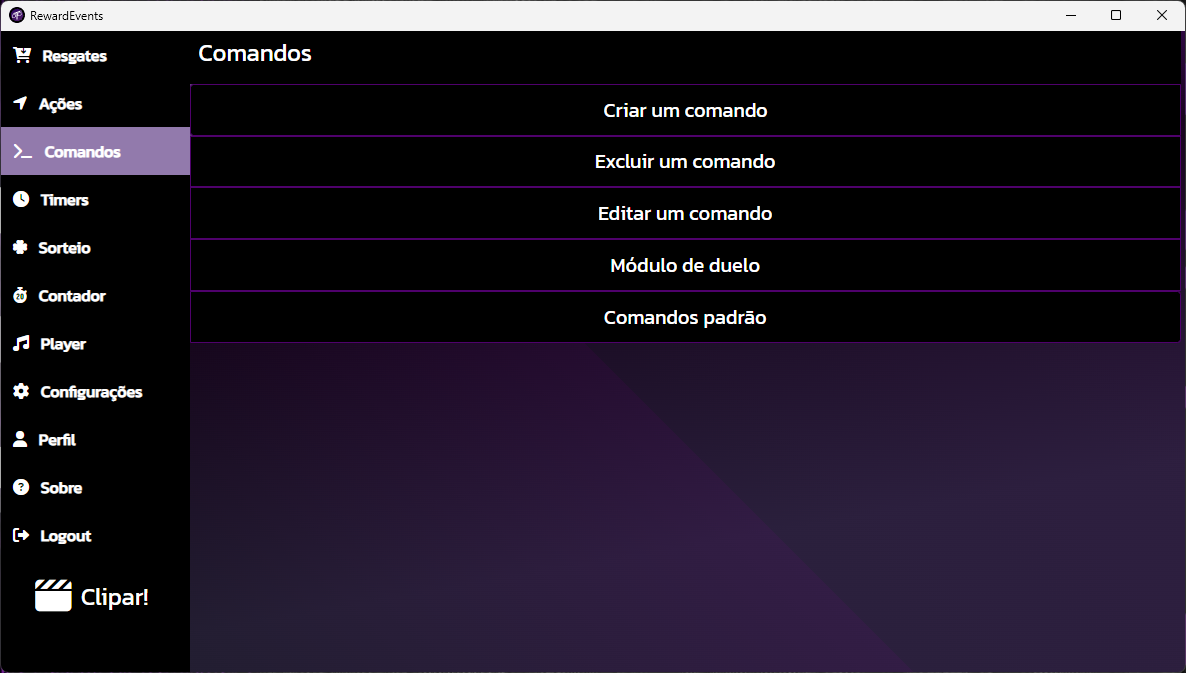 RewardEvents
Resgates
Ações
Comandos
Timers
Sorteio
20
Contador
Player
Configurações
Perfil
?
Sobre
Logout
Clipar!
Comandos
Criar um comando
Excluir um comando
Editar um comando
Módulo de duelo
Comandos padrão